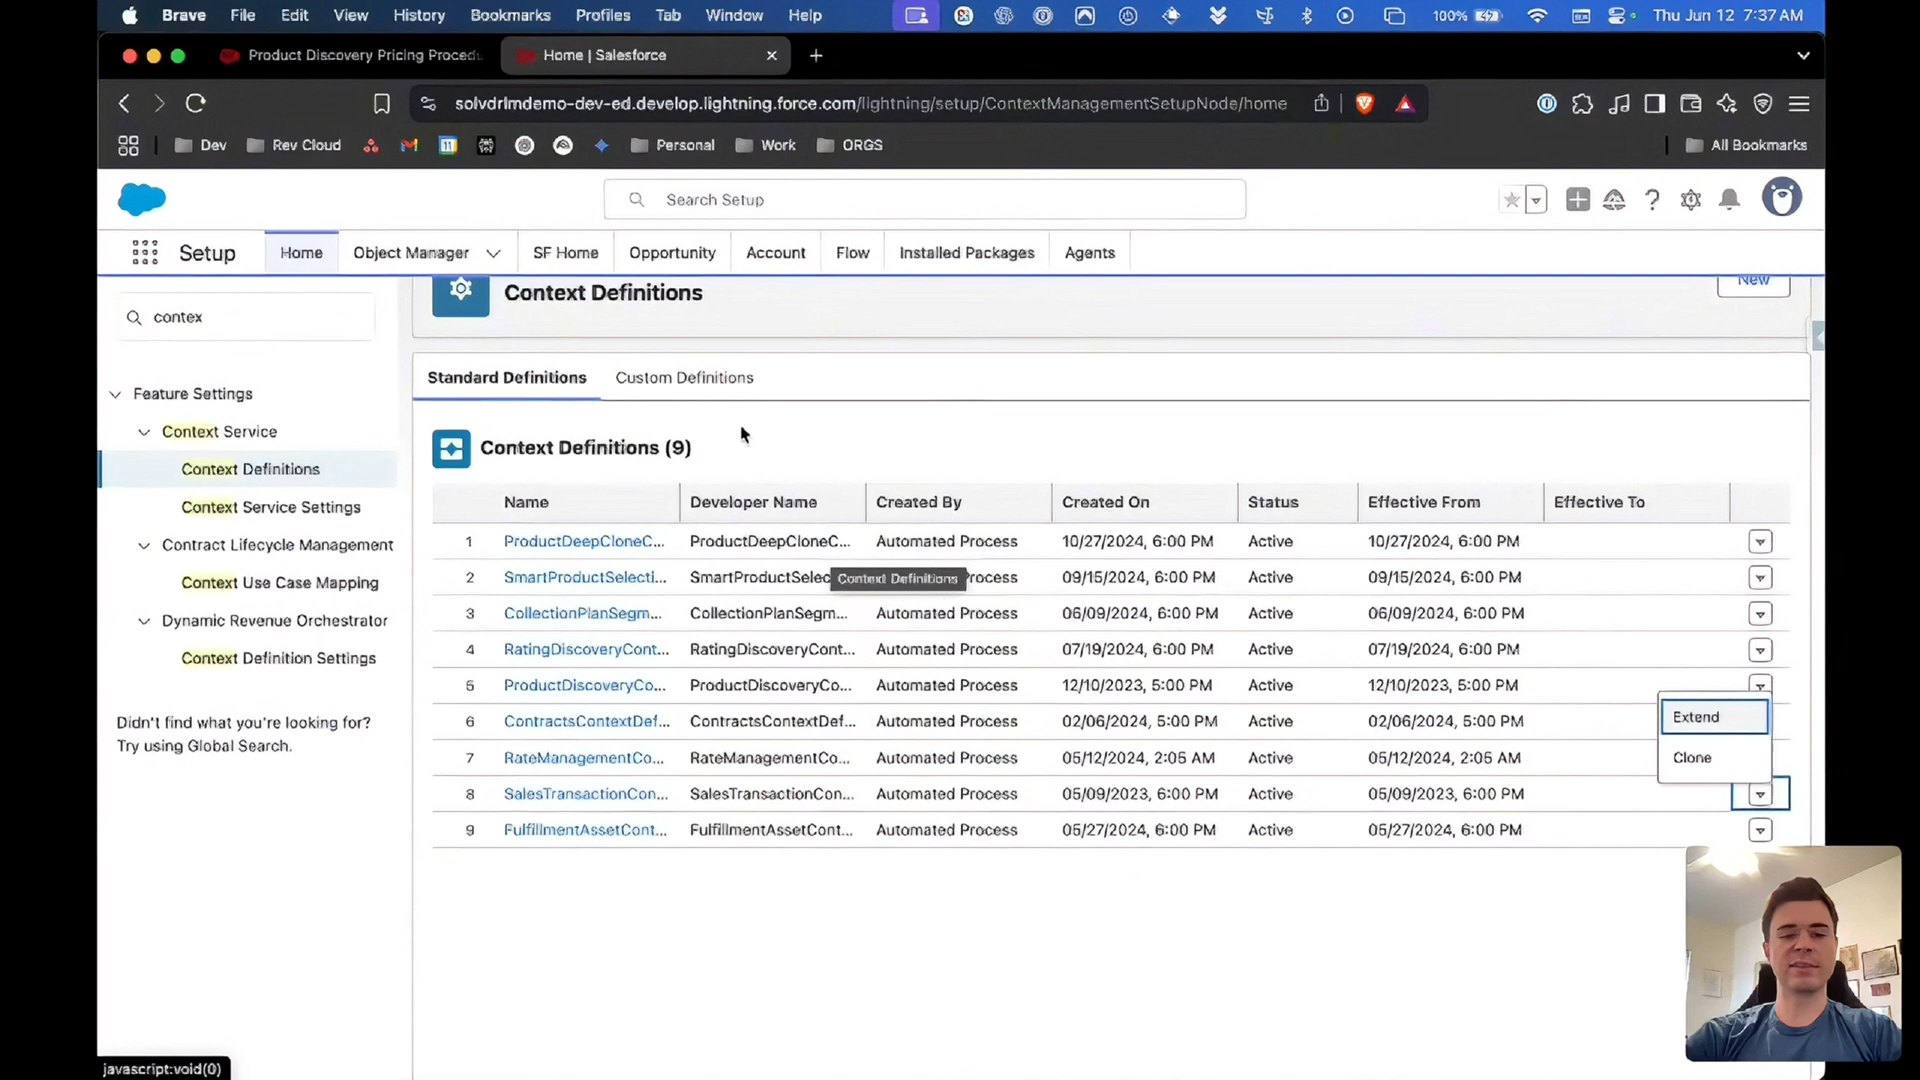 Brave File Edit View History Bookmarks Profiles Tab Window Help 100% Thu Jun 12 7:37 AM
Product Discovery Pricing Procedu
Home | Salesforce
solvdrlmdemo-dev-ed.develop.lightning.force.com/lightning/setup/ContextManagementSetupNode/home
Dev Rev Cloud Personal Work ORGS All Bookmarks
Search Setup
Setup Home Object Manager SF Home Opportunity Account Flow Installed Packages Agents
contex
Feature Settings
Context Service
Context Definitions
Context Service Settings
Contract Lifecycle Management
Context Use Case Mapping
Dynamic Revenue Orchestrator
Context Definition Settings
Didn't find what you're looking for?
Try using Global Search.
Context Definitions
New
Standard Definitions Custom Definitions
Context Definitions (9)
Name Developer Name Created By Created On Status Effective From Effective To
1 ProductDeepCloneC... ProductDeepCloneC... Automated Process 10/27/2024, 6:00 PM Active 10/27/2024, 6:00 PM
2 SmartProductSelecti... SmartProductSelec Process 09/15/2024, 6:00 PM Active 09/15/2024, 6:00 PM
Context Definitions
3 CollectionPlanSegm... CollectionPlanSegm... Automated Process 06/09/2024, 6:00 PM Active 06/09/2024, 6:00 PM
4 RatingDiscoveryCont... RatingDiscoveryCont... Automated Process 07/19/2024, 6:00 PM Active 07/19/2024, 6:00 PM
5 ProductDiscoveryCo... ProductDiscoveryCo... Automated Process 12/10/2023, 5:00 PM Active 12/10/2023, 5:00 PM
6 ContractsContextDef... ContractsContextDef... Automated Process 02/06/2024, 5:00 PM Active 02/06/2024, 5:00 PM
7 RateManagementCo... RateManagementCo... Automated Process 05/12/2024, 2:05 AM Active 05/12/2024, 2:05 AM
8 SalesTransactionCon... SalesTransactionCon... Automated Process 05/09/2023, 6:00 PM Active 05/09/2023, 6:00 PM
9 FulfillmentAssetCont... FulfillmentAssetCont... Automated Process 05/27/2024, 6:00 PM Active 05/27/2024, 6:00 PM
Extend
Clone
javascript:void(0)